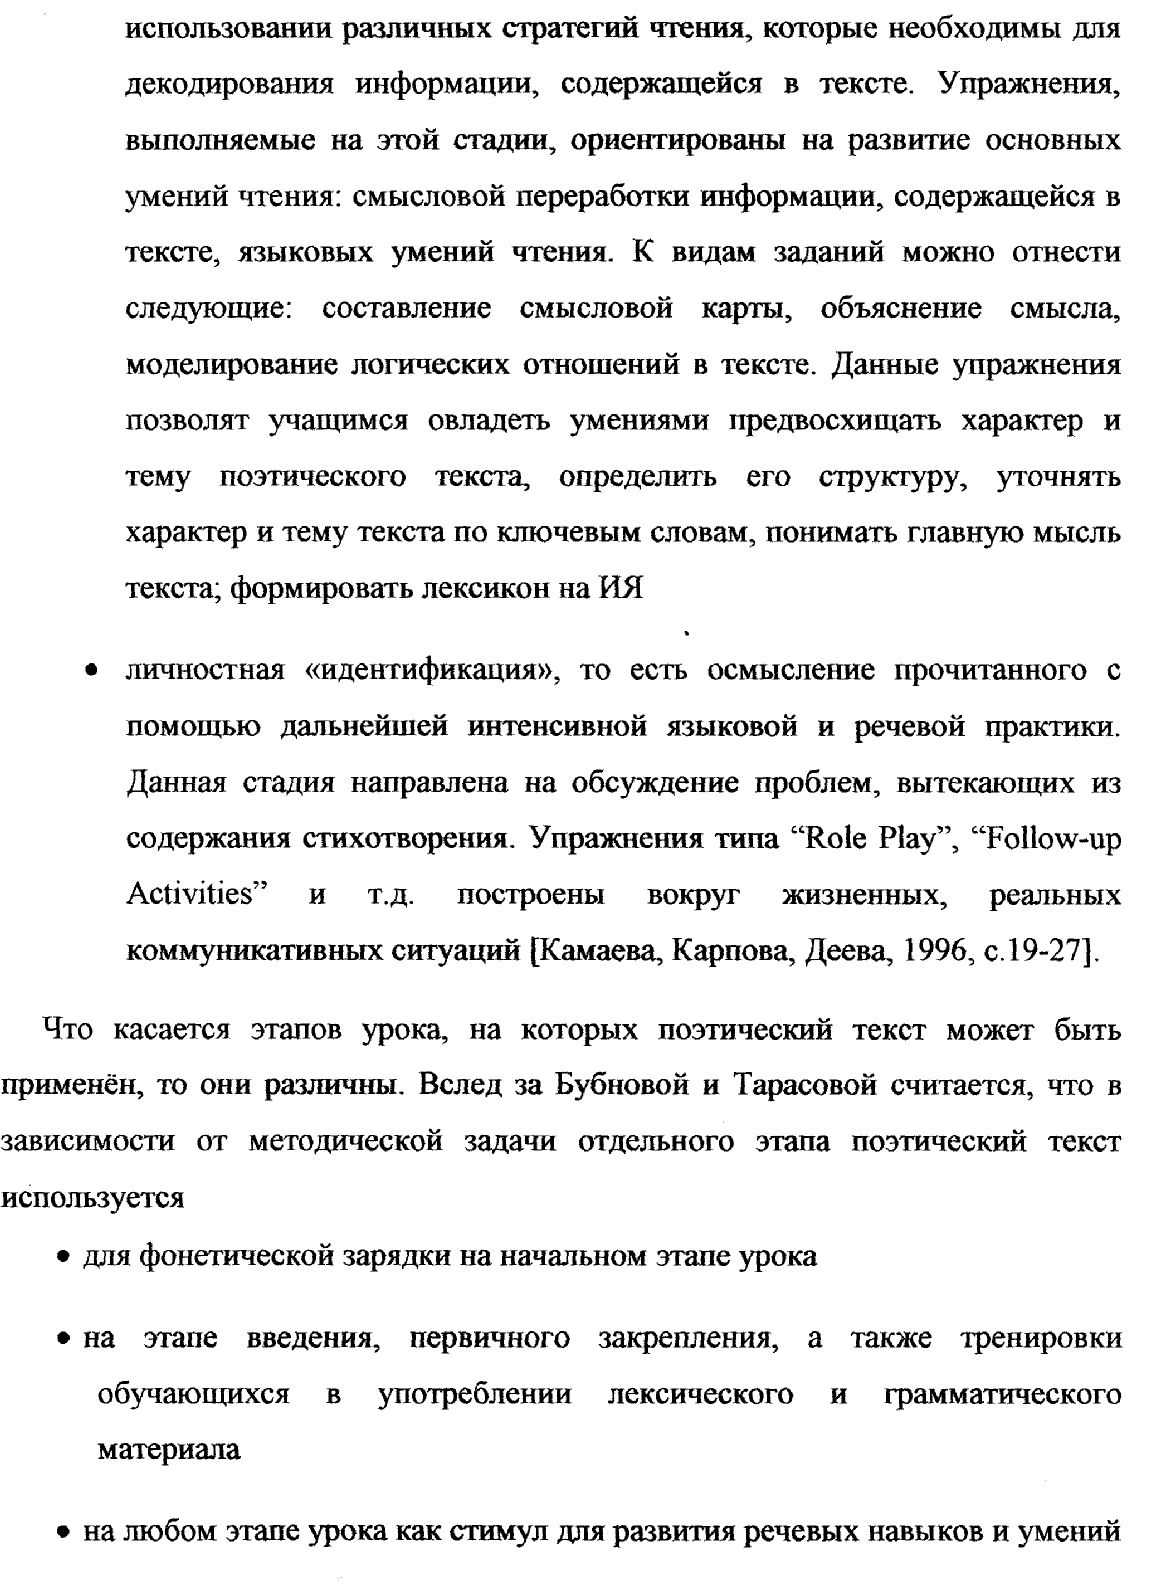 использовании различных стратегий чтения, которые необходимы для
декодирования информации, содержащейся в тексте. Упражнения,
выполняемые на этой стадии, ориентированы на развитие основных
умений чтения: смысловой переработки информации, содержащейся в
тексте, языковых умений чтения. К видам заданий можно отнести
следующие: составление смысловой карты, объяснение смысла,
моделирование логических отношений в тексте. Данные упражнения
позволят учащимся овладеть умениями предвосхищать характер и
тему поэтического текста, определить его структуру, уточнять
характер и тему текста по ключевым словам, понимать главную мысль
текста; формировать лексикон на ИЯ
• личностная «идентификация», то есть осмысление прочитанного с
помощью дальнейшей интенсивной языковой и речевой практики.
Данная стадия направлена на обсуждение проблем, вытекающих из
содержания стихотворения. Упражнения типа “Role Play”, “Follow-up
Activities” и т.д. построены вокруг жизненных, реальных
коммуникативных ситуаций [Камаева, Карпова, Деева, 1996, с.19-27].
Что касается этапов урока, на которых поэтический текст может быть
применён, то они различны. Вслед за Бубновой и Тарасовой считается, что в
зависимости от методической задачи отдельного этапа поэтический текст
используется
• для фонетической зарядки на начальном этапе урока
• на этапе введения, первичного закрепления, а также тренировки
обучающихся в употреблении лексического и грамматического
материала
• на любом этапе урока как стимул для развития речевых навыков и умений